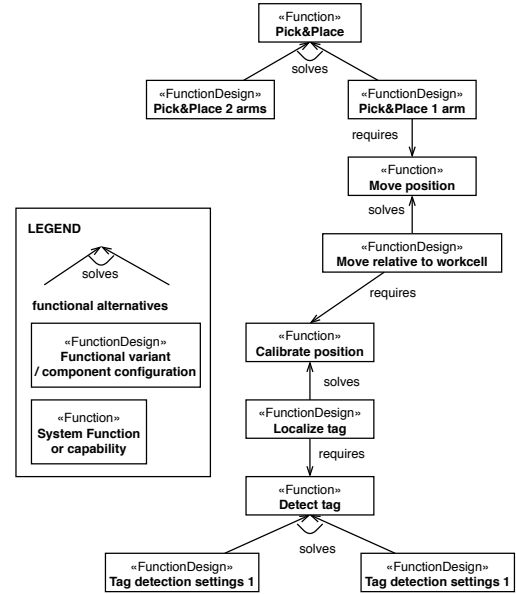 «Function»
Pick&Place
solves
«FunctionDesign»
Pick&Place 2 arms
«FunctionDesign»
Pick&Place 1 arm
requires
«Function»
Move position
solves
«FunctionDesign»
Move relative to workcell
requires
«Function»
Calibrate position
solves
«FunctionDesign»
Localize tag
requires
«Function»
Detect tag
solves
«FunctionDesign»
Tag detection settings 1
«FunctionDesign»
Tag detection settings 1
LEGEND
solves
functional alternatives
«FunctionDesign»
Functional variant
/ component configuration
«Function»
System Function
or capability